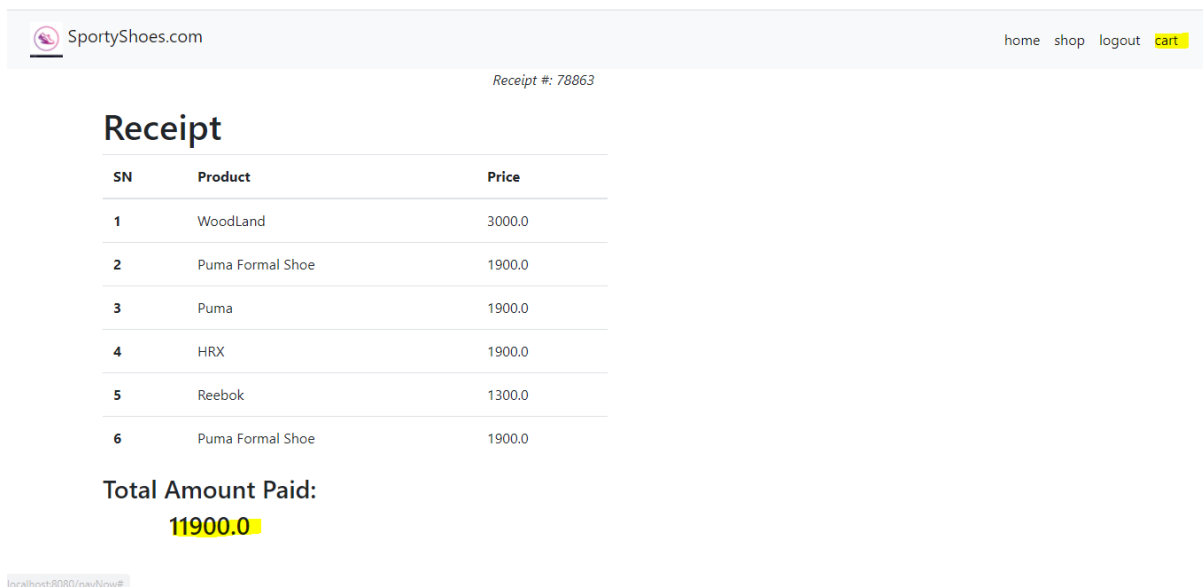 SportyShoes.com
home shop logout cart
Receipt #: 78863
Receipt
SN Product Price
1 WoodLand 3000.0
2 Puma Formal Shoe 1900.0
3 Puma 1900.0
4 HRX 1900.0
5 Reebok 1300.0
6 Puma Formal Shoe 1900.0
Total Amount Paid:
11900.0
localhost:8080/payNow#